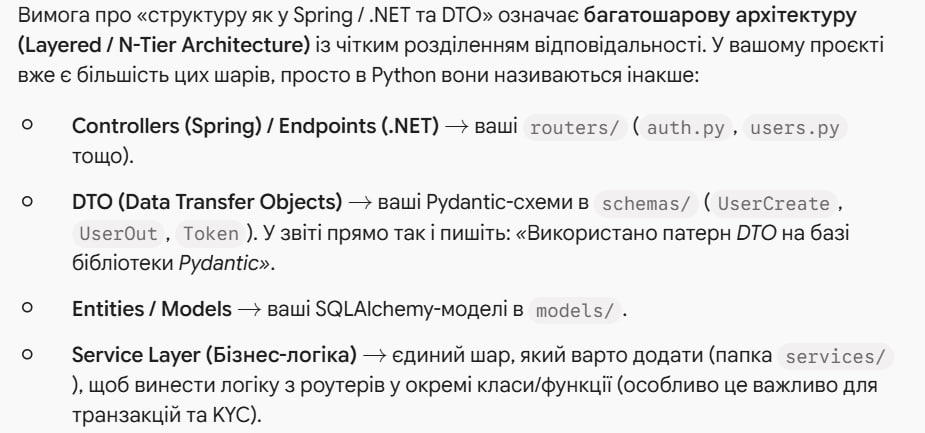 Вимога про «структуру як у Spring / .NET та DTO» означає багатошарову архітектуру
(Layered / N-Tier Architecture) із чітким розділенням відповідальності. У вашому проєкті
вже є більшість цих шарів, просто в Python вони називаються інакше:
Controllers (Spring) / Endpoints (.NET) → ваші routers/ ( auth.py , users.py
тощо).
DTO (Data Transfer Objects) → ваші Pydantic-схеми в schemas/ ( UserCreate ,
UserOut , Token ). У звіті прямо так і пишіть: «Використано патерн DTO на базі
бібліотеки Pydantic».
Entities / Models → ваші SQLAlchemy-моделі в models/ .
Service Layer (Бізнес-логіка) → єдиний шар, який варто додати (папка services/
), щоб винести логіку з роутерів у окремі класи/функції (особливо це важливо для
транзакцій та KYC).